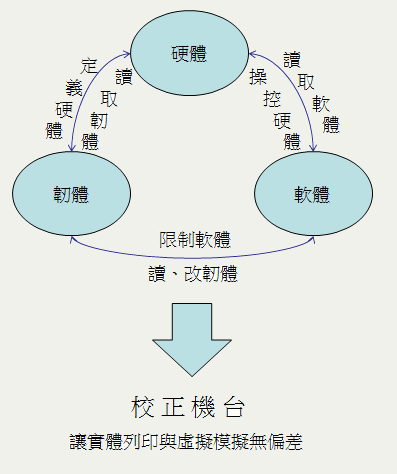 硬體
定義硬體
讀取韌體
操控硬體
讀取軟體
韌體
軟體
限制軟體
讀、改韌體
校正機台
讓實體列印與虛擬模擬無偏差